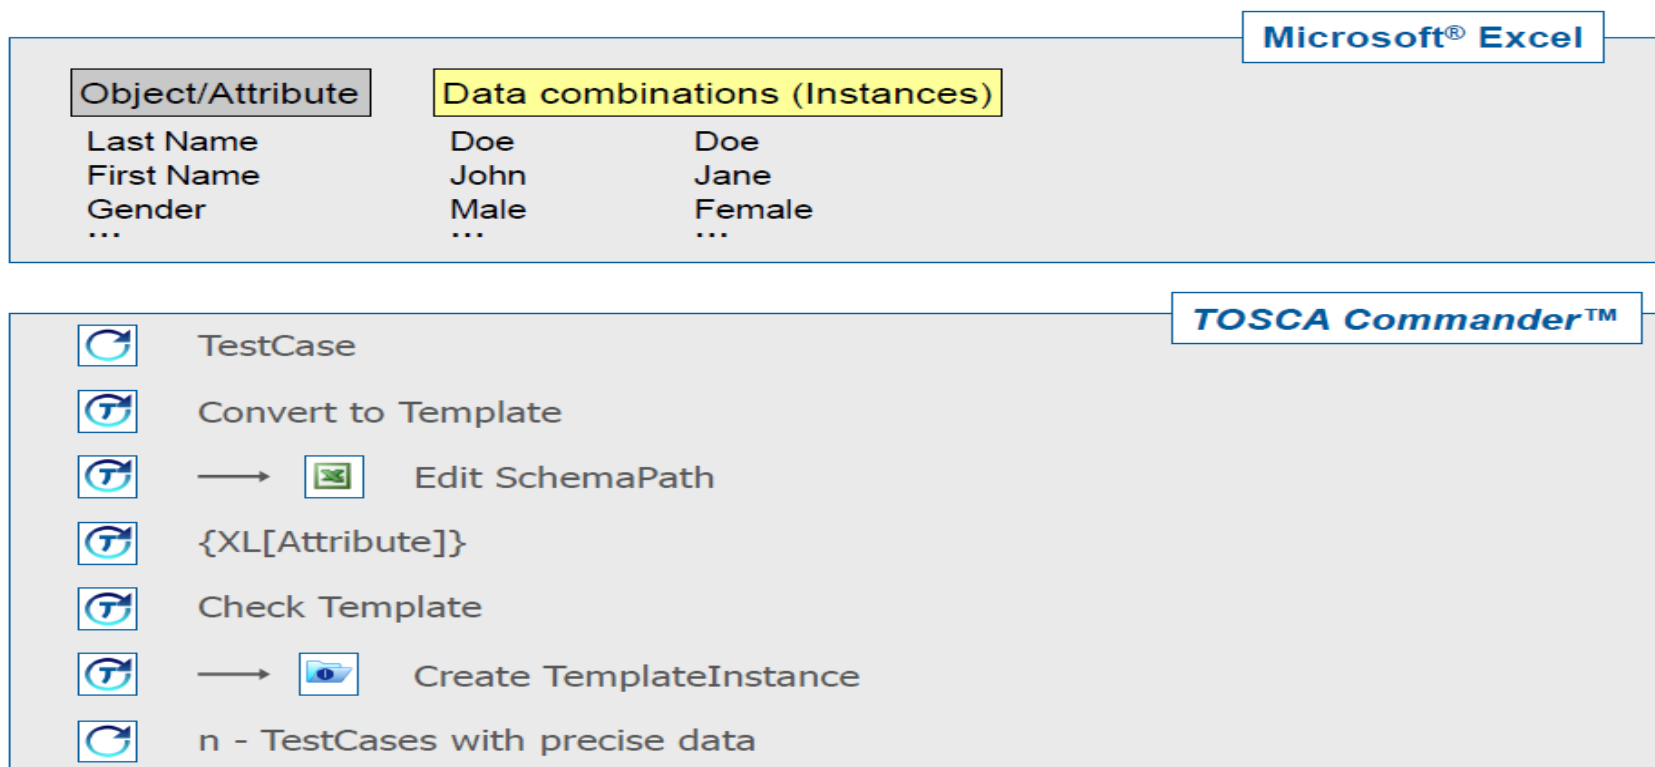 Microsoft® Excel
Object/Attribute Data combinations (Instances)
Last Name Doe Doe
First Name John Jane
Gender Male Female
... ... ...
TOSCA Commander™
TestCase
T Convert to Template
T Edit SchemaPath
T {XL[Attribute]}
T Check Template
T Create TemplateInstance
n - TestCases with precise data